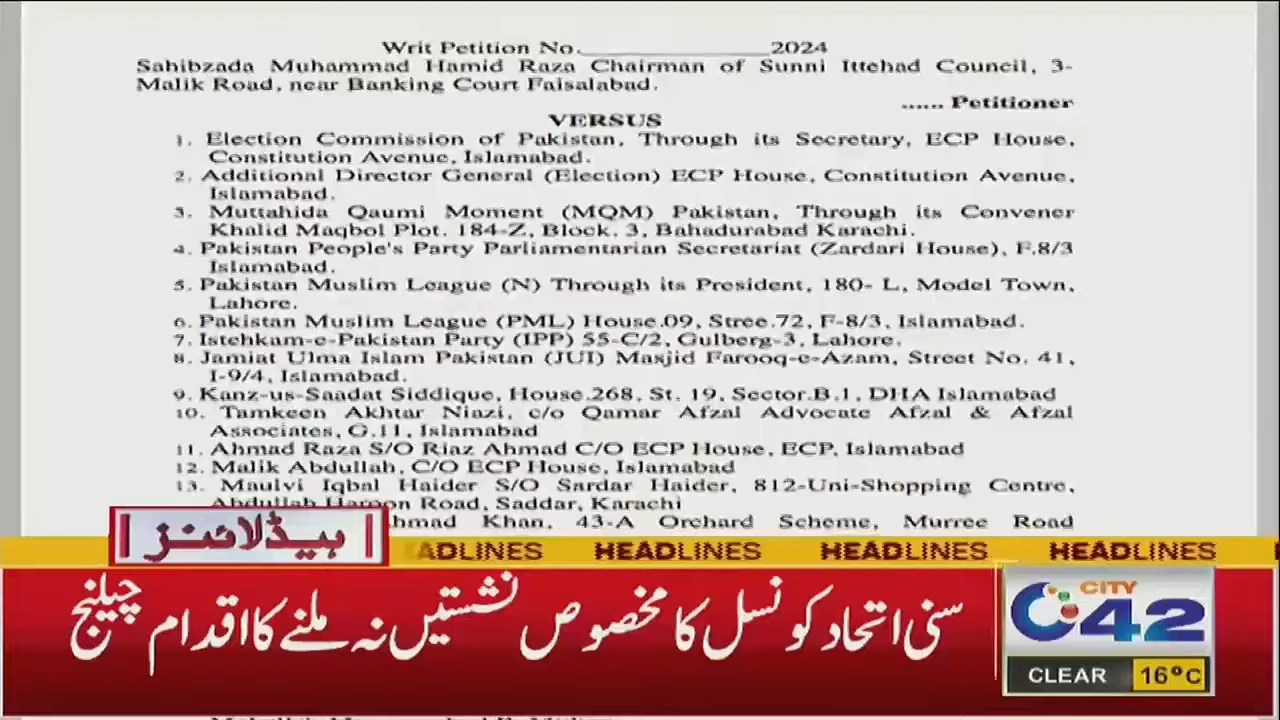 Writ Petition No.______________2024
Sahibzada Muhammad Hamid Raza Chairman of Sunni Ittehad Council, 3-
Malik Road, near Banking Court Faisalabad.
...... Petitioner
VERSUS
1. Election Commission of Pakistan, Through its Secretary, ECP House,
Constitution Avenue, Islamabad.
2. Additional Director General (Election) ECP House, Constitution Avenue,
Islamabad.
3. Muttahida Qaumi Moment (MQM) Pakistan, Through its Convener
Khalid Maqbol Plot. 184-Z, Block. 3, Bahadurabad Karachi.
4. Pakistan People's Party Parliamentarian Secretariat (Zardari House), F.8/3
Islamabad.
5. Pakistan Muslim League (N) Through its President, 180- L, Model Town,
Lahore.
6. Pakistan Muslim League (PML) House.09, Stree.72, F-8/3, Islamabad.
7. Istehkam-e-Pakistan Party (IPP) 55-C/2, Gulberg-3, Lahore.
8. Jamiat Ulma Islam Pakistan (JUI) Masjid Farooq-e-Azam, Street No. 41,
I-9/4, Islamabad.
9. Kanz-us-Saadat Siddique, House.268, St. 19, Sector.B.1, DHA Islamabad
10. Tamkeen Akhtar Niazi, c/o Qamar Afzal Advocate Afzal & Afzal
Associates, G.11, Islamabad
11. Ahmad Raza S/O Riaz Ahmad C/O ECP House, ECP, Islamabad
12. Malik Abdullah, C/O ECP House, Islamabad
13. Maulvi Iqbal Haider S/O Sardar Haider, 812-Uni-Shopping Centre,
Abdullah Haroon Road, Saddar, Karachi
hmad Khan, 43-A Orchard Scheme, Murree Road
ہیڈلائنز
ADLINES HEADLINES HEADLINES HEADLINES
سنی اتحاد کونسل کا مخصوص نشستیں نہ ملنے کا اقدام چیلنج
CITY
42
CLEAR 16°C